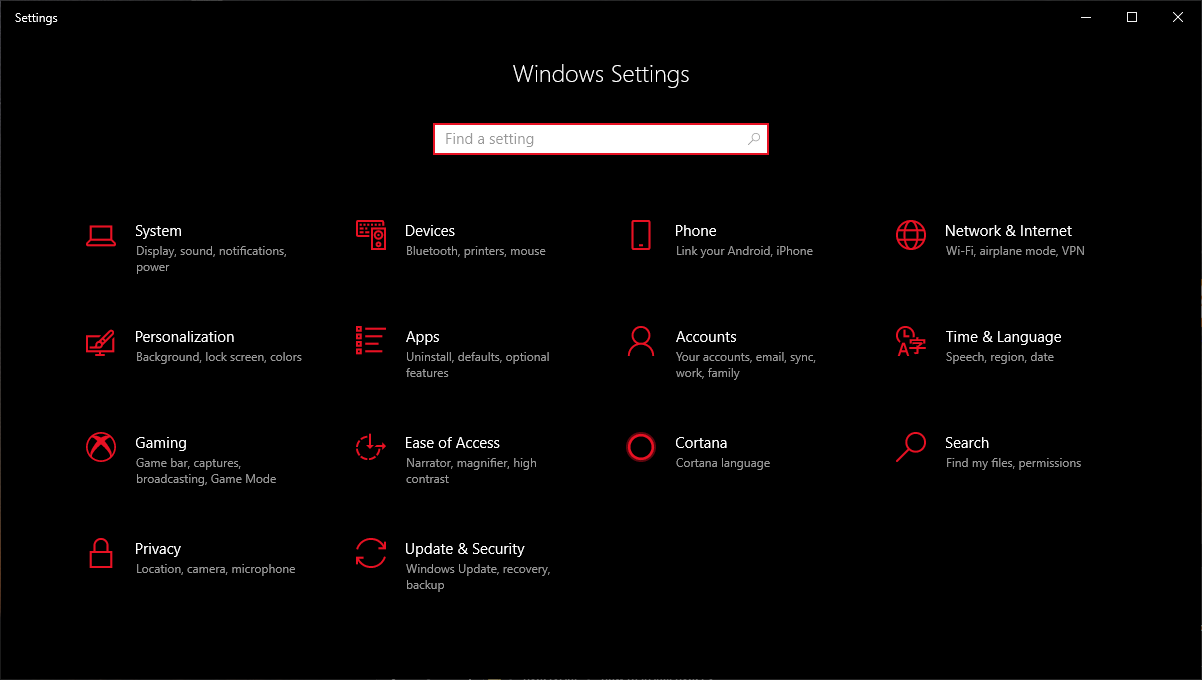 Settings
Windows Settings
Find a setting
System
Display, sound, notifications,
power
Devices
Bluetooth, printers, mouse
Phone
Link your Android, iPhone
Network & Internet
Wi-Fi, airplane mode, VPN
Personalization
Background, lock screen, colors
Apps
Uninstall, defaults, optional
features
Accounts
Your accounts, email, sync,
work, family
Time & Language
Speech, region, date
Gaming
Game bar, captures,
broadcasting, Game Mode
Ease of Access
Narrator, magnifier, high
contrast
Cortana
Cortana language
Search
Find my files, permissions
Privacy
Location, camera, microphone
Update & Security
Windows Update, recovery,
backup